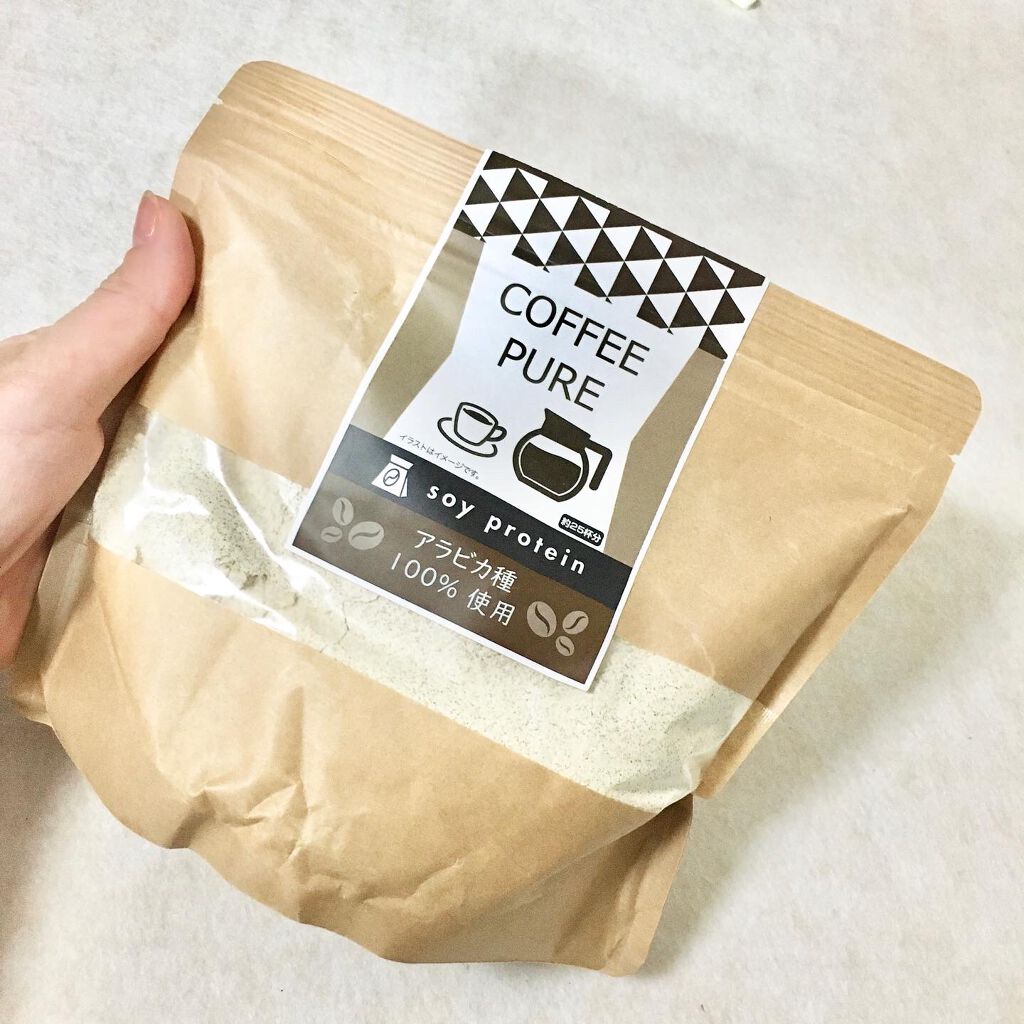 COFFEE
PURE
イラストはイメージです。
soy protein
約25杯分
アラビカ種
100% 使用